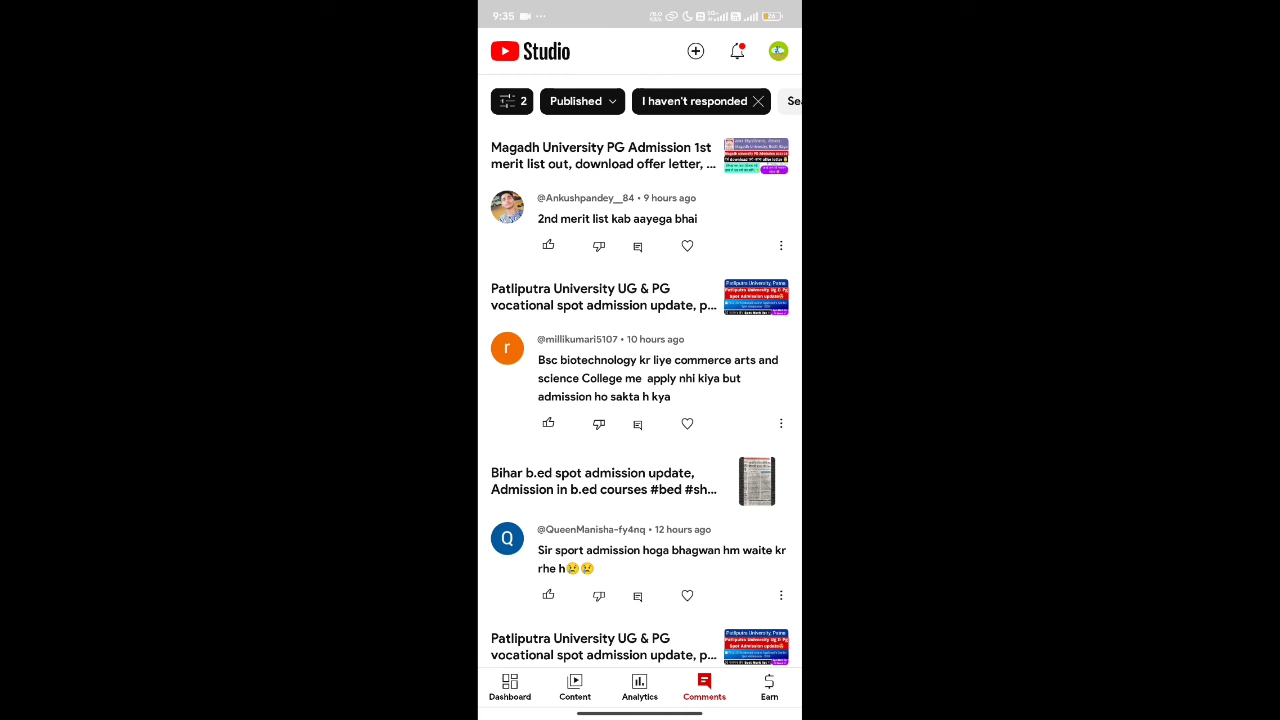 9:35
Studio
2
Published
I haven't responded
Sea
Magadh University PG Admission 1st
merit list out, download offer letter, ...
@Ankushpandey__84 • 9 hours ago
2nd merit list kab aayega bhai
Patliputra University UG & PG
vocational spot admission update, p...
r
@millikumari5107 • 10 hours ago
Bsc biotechnology kr liye commerce arts and
science College me apply nhi kiya but
admission ho sakta h kya
Bihar b.ed spot admission update,
Admission in b.ed courses #bed #sh...
Q
@QueenManisha-fy4nq • 12 hours ago
Sir sport admission hoga bhagwan hm waite kr
rhe h😢😢
Patliputra University UG & PG
vocational spot admission update, p...
Dashboard
Content
Analytics
Comments
Earn